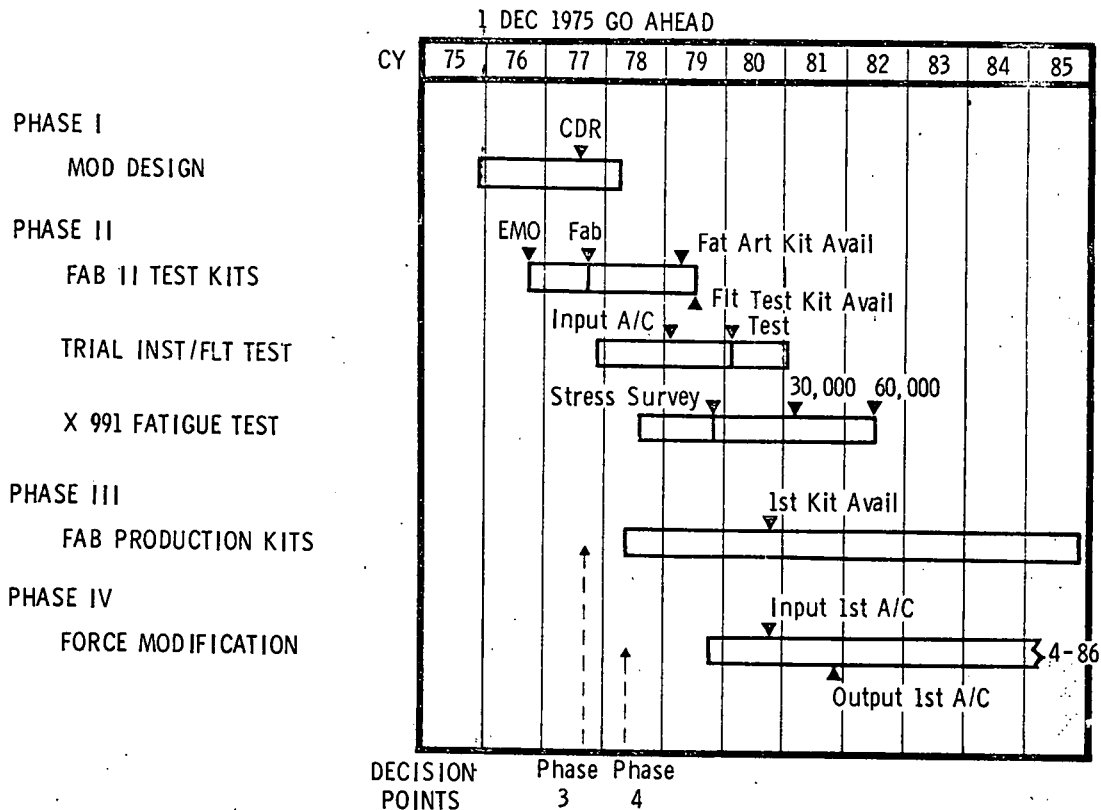 1 DEC 1975 GO AHEAD
CY 75 76 77 78 79 80 81 82 83 84 85
PHASE I
CDR
MOD DESIGN
PHASE II
EMO Fab Fat Art Kit Avail
FAB II TEST KITS
Flt Test Kit Avail
Input A/C Test
TRIAL INST/FLT TEST
Stress Survey 30,000 60,000
X 991 FATIGUE TEST
PHASE III
1st Kit Avail
FAB PRODUCTION KITS
PHASE IV
Input 1st A/C
FORCE MODIFICATION
4-86
Output 1st A/C
DECISION Phase Phase
POINTS 3 4